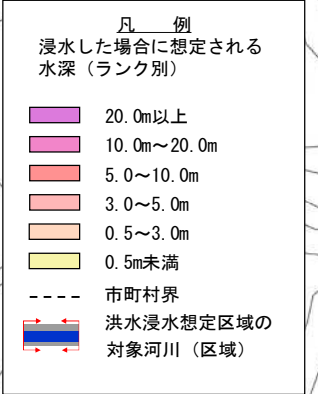 凡 例
浸水した場合に想定される
水深（ランク別）
20.0m以上
10.0m～20.0m
5.0～10.0m
3.0～5.0m
0.5～3.0m
0.5m未満
市町村界
洪水浸水想定区域の
対象河川（区域）